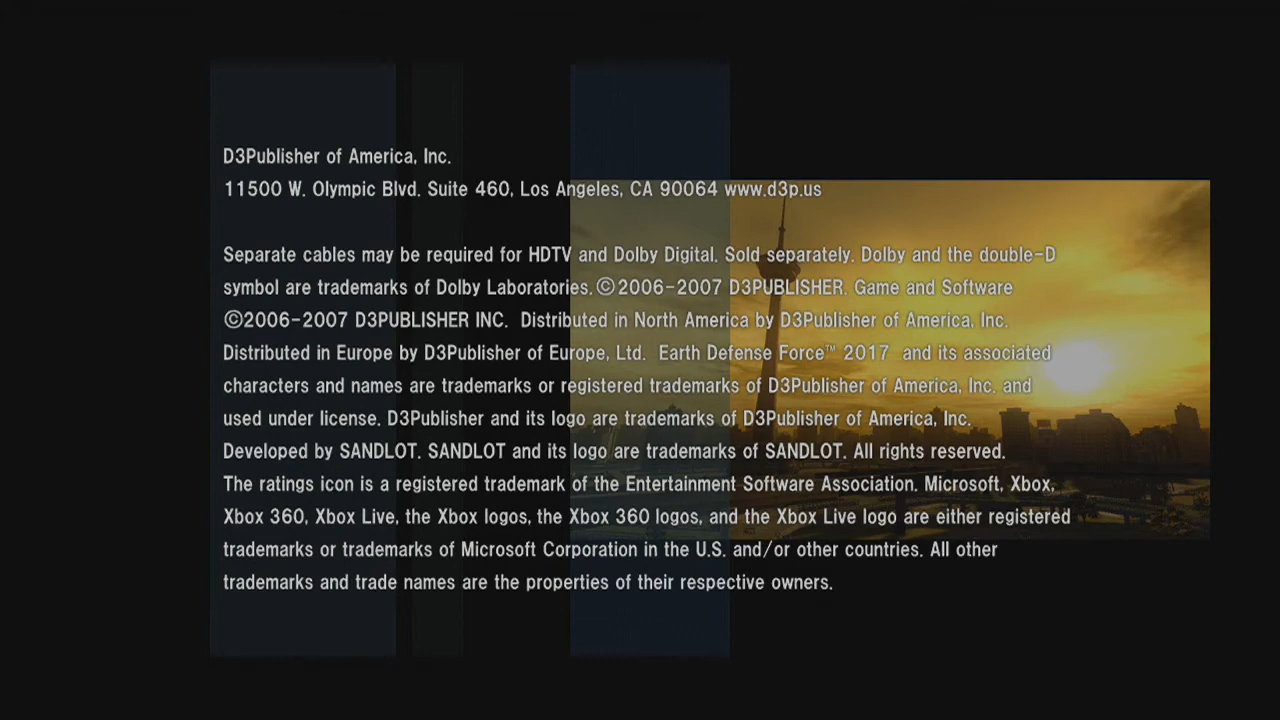 D3Publisher of America, Inc.
11500 W. Olympic Blvd. Suite 460, Los Angeles, CA 90064 www.d3p.us
Separate cables may be required for HDTV and Dolby Digital. Sold separately. Dolby and the double-D
symbol are trademarks of Dolby Laboratories. ©2006-2007 D3PUBLISHER. Game and Software
©2006-2007 D3PUBLISHER INC. Distributed in North America by D3Publisher of America, Inc.
Distributed in Europe by D3Publisher of Europe, Ltd. Earth Defense Force™ 2017 and its associated
characters and names are trademarks or registered trademarks of D3Publisher of America, Inc. and
used under license. D3Publisher and its logo are trademarks of D3Publisher of America, Inc.
Developed by SANDLOT. SANDLOT and its logo are trademarks of SANDLOT. All rights reserved.
The ratings icon is a registered trademark of the Entertainment Software Association. Microsoft, Xbox,
Xbox 360, Xbox Live, the Xbox logos, the Xbox 360 logos, and the Xbox Live logo are either registered
trademarks or trademarks of Microsoft Corporation in the U.S. and/or other countries. All other
trademarks and trade names are the properties of their respective owners.